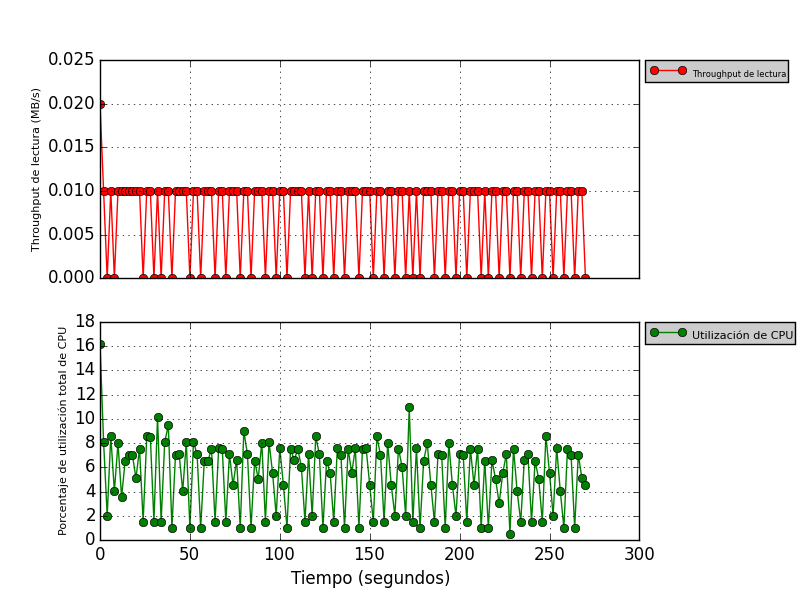 0.025
0.020
0.015
0.010
0.005
0.000
Throughput de lectura (MB/s)
Throughput de lectura
18
16
14
12
10
8
6
4
2
0
Porcentaje de utilización total de CPU
Utilización de CPU
0 50 100 150 200 250 300
Tiempo (segundos)